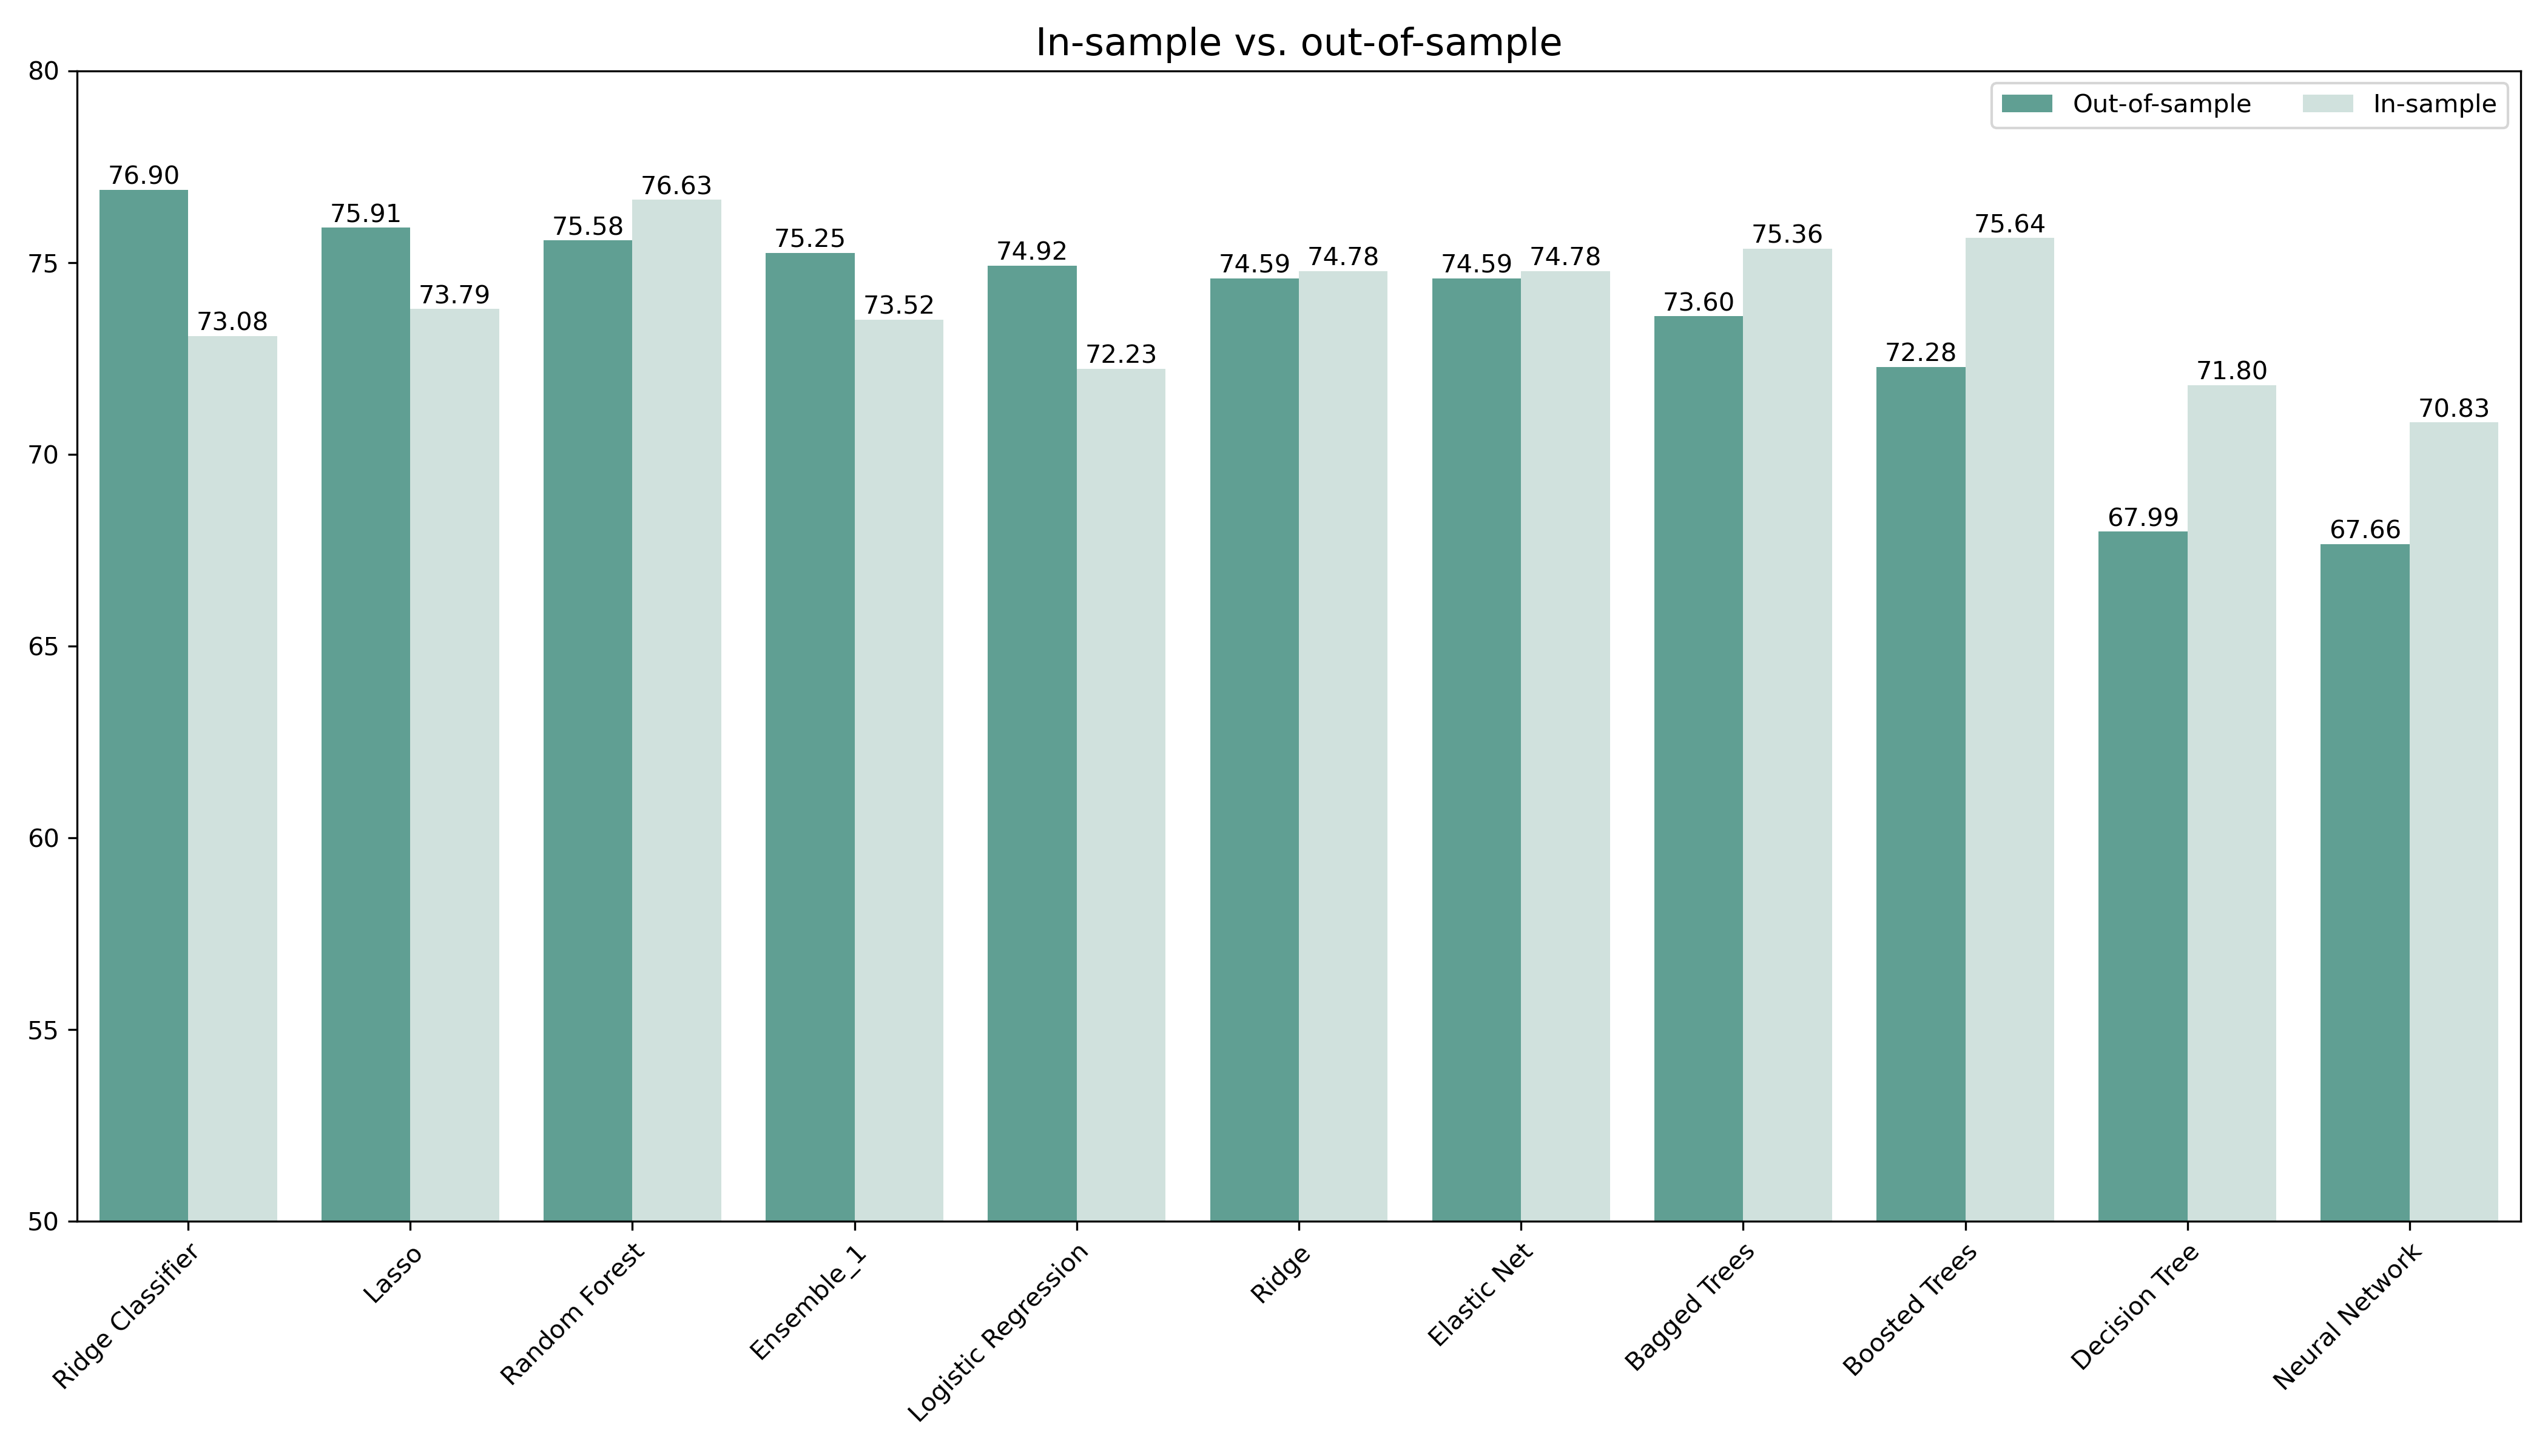 In-sample vs. out-of-sample
Out-of-sample
In-sample
80
75
70
65
60
55
50
76.90
73.08
75.91
73.79
75.58
76.63
75.25
73.52
74.92
72.23
74.59
74.78
74.59
74.78
73.60
75.36
72.28
75.64
67.99
71.80
67.66
70.83
Ridge Classifier
Lasso
Random Forest
Ensemble_1
Logistic Regression
Ridge
Elastic Net
Bagged Trees
Boosted Trees
Decision Tree
Neural Network